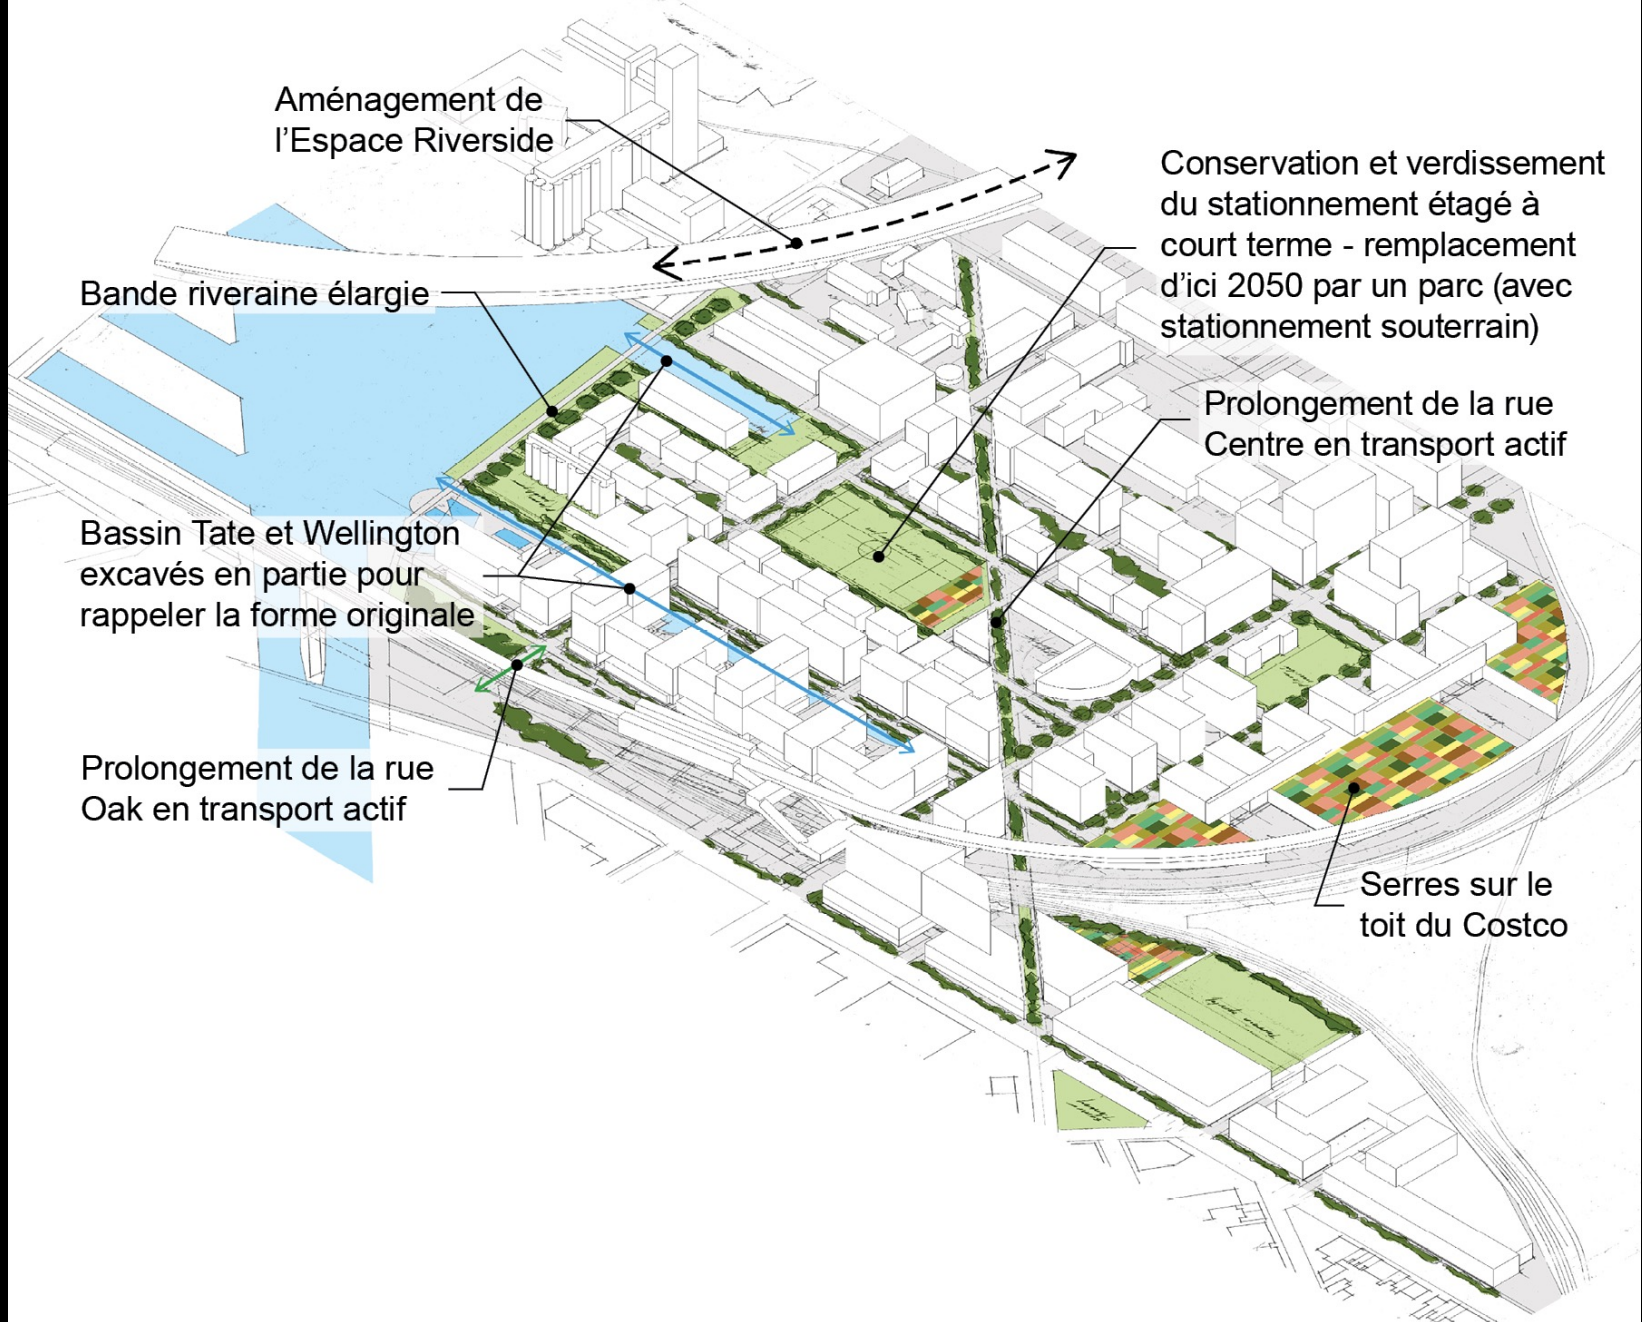 Aménagement de
l'Espace Riverside
Conservation et verdissement
du stationnement étagé à
court terme - remplacement
d'ici 2050 par un parc (avec
stationnement souterrain)
Bande riveraine élargie
Prolongement de la rue
Centre en transport actif
Bassin Tate et Wellington
excavés en partie pour
rappeler la forme originale
Prolongement de la rue
Oak en transport actif
Serres sur le
toit du Costco